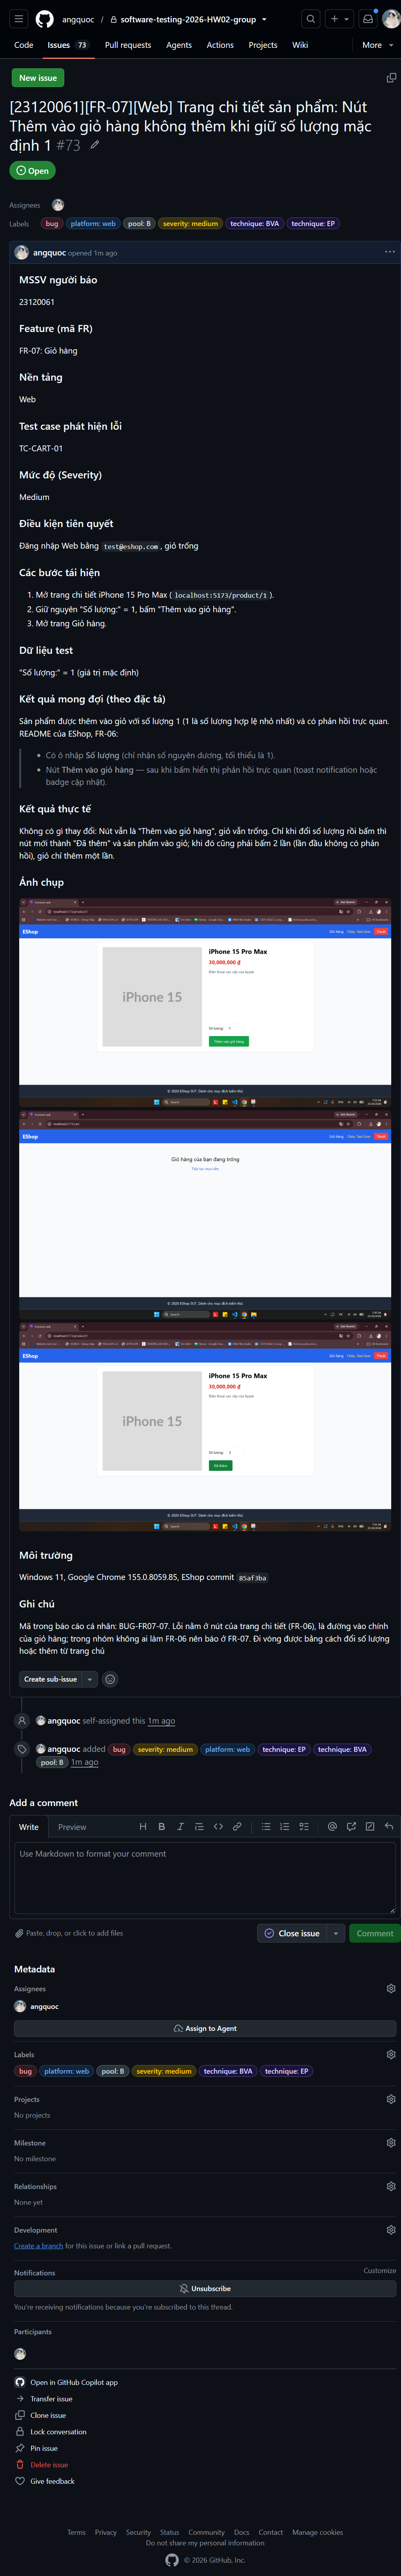 angquoc / software-testing-2026-HW02-group
Code Issues 73 Pull requests Agents Actions Projects Wiki More
New issue
[23120061][FR-07][Web] Trang chi tiết sản phẩm: Nút
Thêm vào giỏ hàng không thêm khi giữ số lượng mặc
định 1 #73
Open
Assignees
Labels bug platform: web pool: B severity: medium technique: BVA technique: EP
angquoc opened 1m ago
MSSV người báo
23120061
Feature (mã FR)
FR-07: Giỏ hàng
Nền tảng
Web
Test case phát hiện lỗi
TC-CART-01
Mức độ (Severity)
Medium
Điều kiện tiên quyết
Đăng nhập Web bằng test@eshop.com, giỏ trống
Các bước tái hiện
1. Mở trang chi tiết iPhone 15 Pro Max (localhost:5173/product/1).
2. Giữ nguyên "Số lượng:" = 1, bấm "Thêm vào giỏ hàng".
3. Mở trang Giỏ hàng.
Dữ liệu test
"Số lượng:" = 1 (giá trị mặc định)
Kết quả mong đợi (theo đặc tả)
Sản phẩm được thêm vào giỏ với số lượng 1 (1 là số lượng hợp lệ nhỏ nhất) và có phản hồi trực quan.
README của EShop, FR-06:
• Có ô nhập Số lượng (chỉ nhận số nguyên dương, tối thiểu là 1).
• Nút Thêm vào giỏ hàng — sau khi bấm hiển thị phản hồi trực quan (toast notification hoặc
badge cập nhật).
Kết quả thực tế
Không có gì thay đổi: Nút vẫn là "Thêm vào giỏ hàng", giỏ vẫn trống. Chỉ khi đổi số lượng rồi bấm thì
nút mới thành "Đã thêm" và sản phẩm vào giỏ; khi đó cũng phải bấm 2 lần (lần đầu không có phản
hồi), giỏ chỉ thêm một lần.
Ảnh chụp
EShop
iPhone 15
iPhone 15 Pro Max
30,000,000 ₫
Điện thoại cao cấp của Apple
Số lượng: 1
Thêm vào giỏ hàng
EShop
Giỏ hàng của bạn đang trống
Tiếp tục mua sắm
EShop
iPhone 15
iPhone 15 Pro Max
30,000,000 ₫
Điện thoại cao cấp của Apple
Số lượng:
Đã thêm
Môi trường
Windows 11, Google Chrome 155.0.8059.85, EShop commit 85af3ba
Ghi chú
Mã trong báo cáo cá nhân: BUG-FR07-07. Lỗi nằm ở nút của trang chi tiết (FR-06), là đường vào chính
của giỏ hàng; trong nhóm không ai làm FR-06 nên báo ở FR-07. Đi vòng được bằng cách đổi số lượng
hoặc thêm từ trang chủ
Create sub-issue
angquoc self-assigned this 1m ago
angquoc added bug severity: medium platform: web technique: EP technique: BVA
pool: B 1m ago
Add a comment
Write Preview
Use Markdown to format your comment
Paste, drop, or click to add files
Close issue Comment
Metadata
Assignees
angquoc
Assign to Agent
Labels
bug platform: web pool: B severity: medium technique: BVA technique: EP
Projects
No projects
Milestone
No milestone
Relationships
None yet
Development
Create a branch for this issue or link a pull request.
Notifications Customize
Unsubscribe
You're receiving notifications because you're subscribed to this thread.
Participants
Open in GitHub Copilot app
Transfer issue
Clone issue
Lock conversation
Pin issue
Delete issue
Give feedback
Terms Privacy Security Status Community Docs Contact Manage cookies
Do not share my personal information
© 2026 GitHub, Inc.